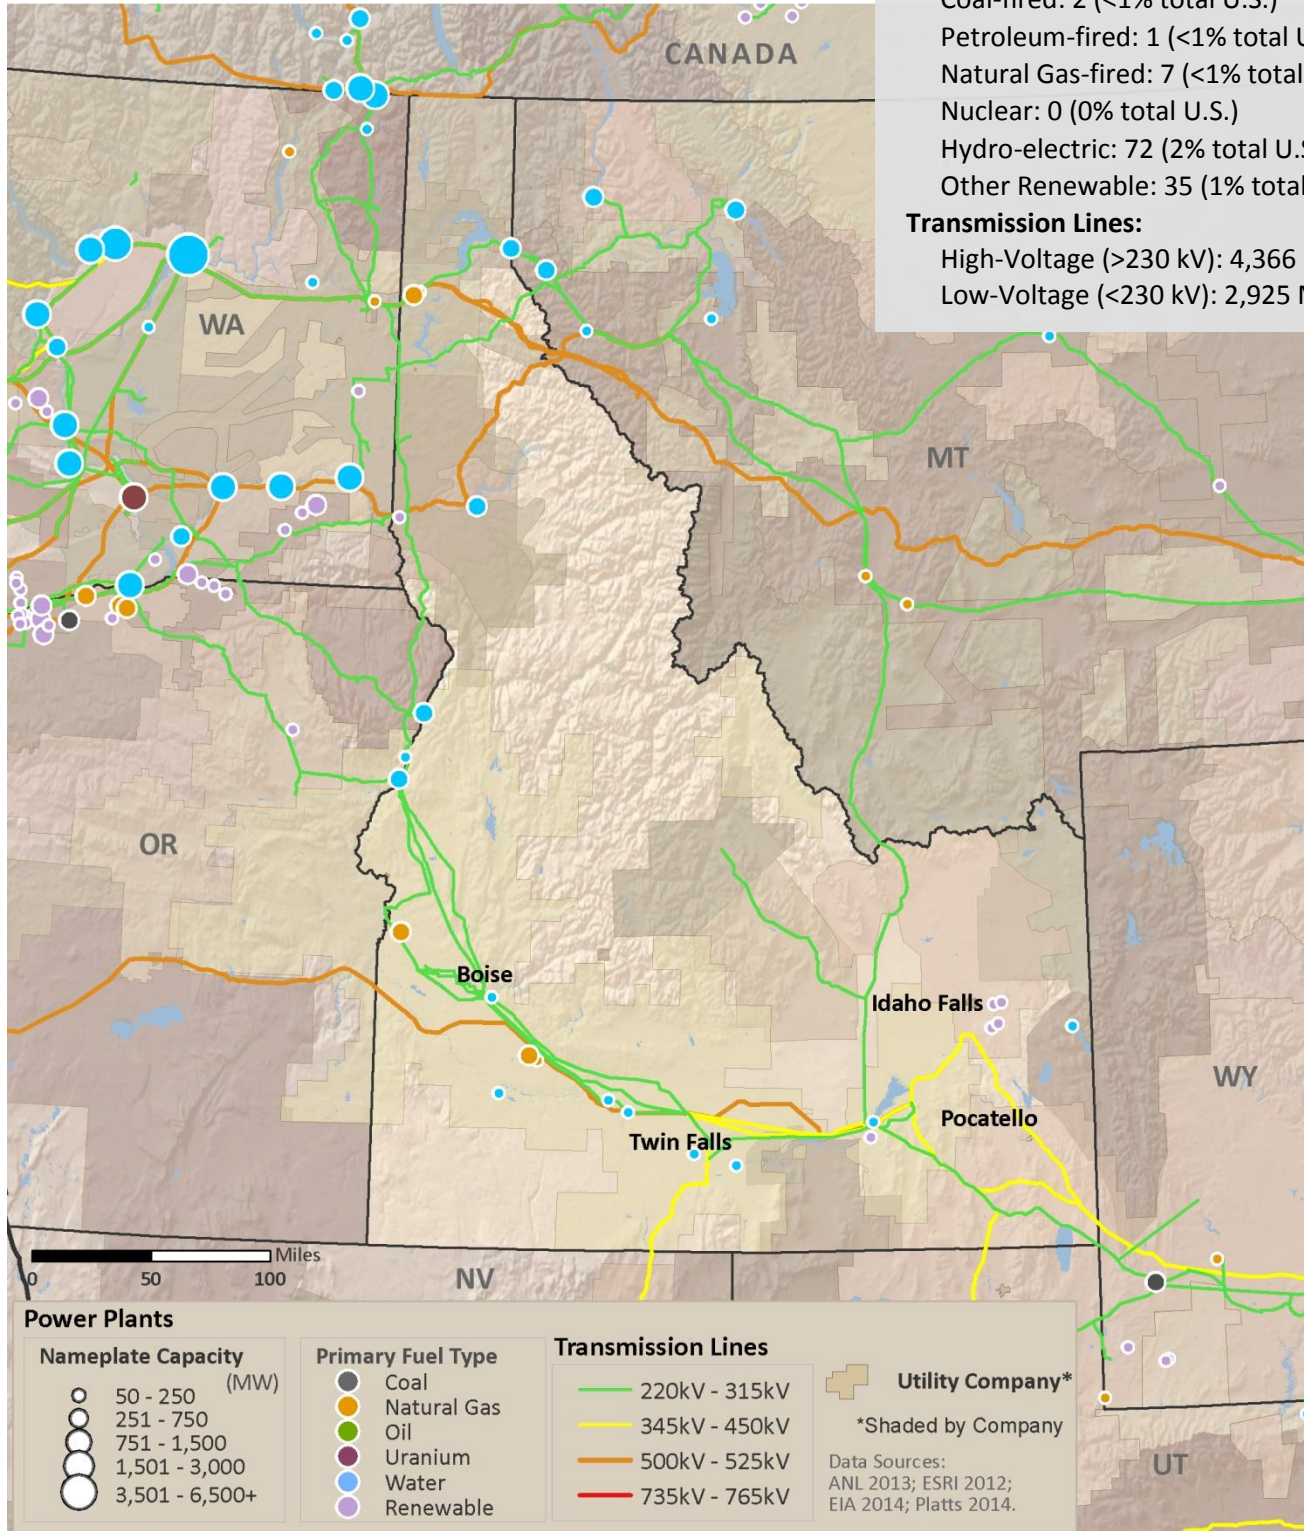 Coal-fired: 2 (<1% total U.S.)
Petroleum-fired: 1 (<1% total U
Natural Gas-fired: 7 (<1% total
Nuclear: 0 (0% total U.S.)
Hydro-electric: 72 (2% total U.S
Other Renewable: 35 (1% total
Transmission Lines:
High-Voltage (>230 kV): 4,366
Low-Voltage (<230 kV): 2,925 M
CANADA
WA
MT
OR
Boise
Idaho Falls
WY
Pocatello
Twin Falls
Miles
0 50 100
NV
UT
Power Plants
Nameplate Capacity
(MW)
50 - 250
251 - 750
751 - 1,500
1,501 - 3,000
3,501 - 6,500+
Primary Fuel Type
Coal
Natural Gas
Oil
Uranium
Water
Renewable
Transmission Lines
220kV - 315kV
345kV - 450kV
500kV - 525kV
735kV - 765kV
Utility Company*
*Shaded by Company
Data Sources:
ANL 2013; ESRI 2012;
EIA 2014; Platts 2014.